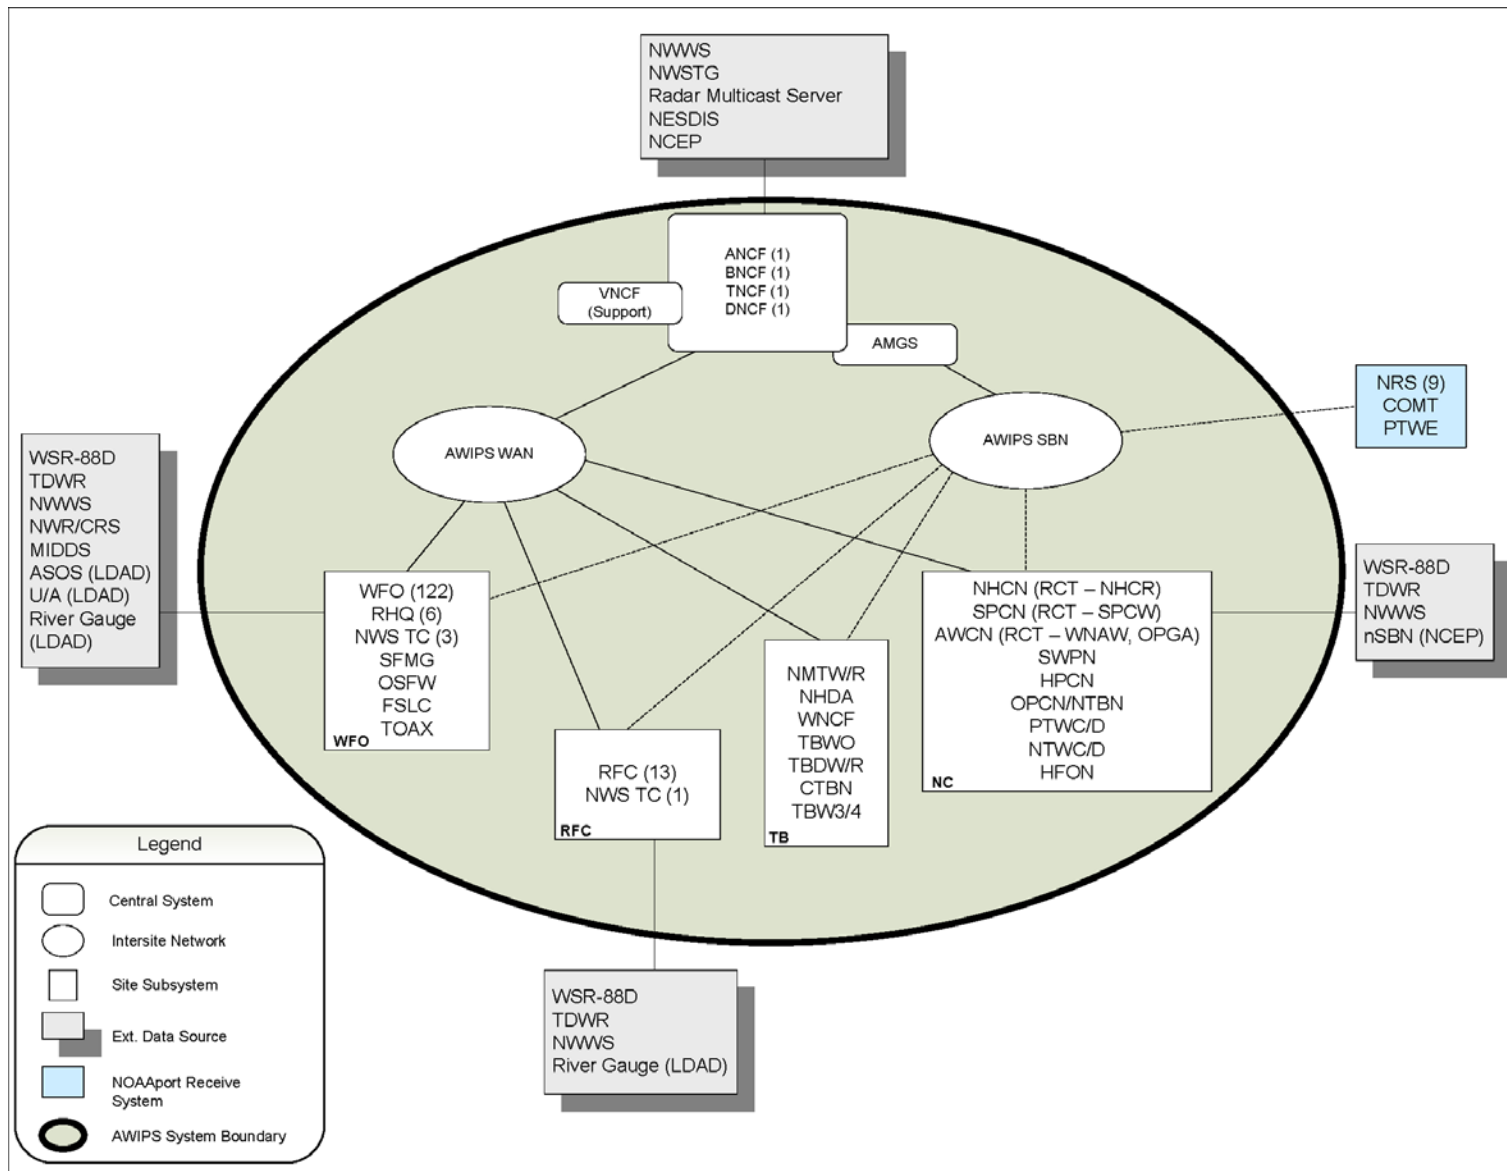 NWWS
NWSTG
Radar Multicast Server
NESDIS
NCEP
ANCF (1)
BNCF (1)
TNCF (1)
DNCF (1)
VNCF
(Support)
AMGS
NRS (9)
COMT
PTWE
AWIPS WAN
AWIPS SBN
WSR-88D
TDWR
NWWS
NWR/CRS
MIDDS
ASOS (LDAD)
U/A (LDAD)
River Gauge
(LDAD)
WFO (122)
RHQ (6)
NWS TC (3)
SFMG
OSFW
FSLC
TOAX
WFO
RFC (13)
NWS TC (1)
RFC
NMTW/R
NHDA
WNCF
TBWO
TBDW/R
CTBN
TBW3/4
TB
NHCN (RCT – NHCR)
SPCN (RCT – SPCW)
AWCN (RCT – WNAW, OPGA)
SWPN
HPCN
OPCN/NTBN
PTWC/D
NTWC/D
HFON
NC
WSR-88D
TDWR
NWWS
nSBN (NCEP)
WSR-88D
TDWR
NWWS
River Gauge (LDAD)
Legend
Central System
Intersite Network
Site Subsystem
Ext. Data Source
NOAAport Receive
System
AWIPS System Boundary